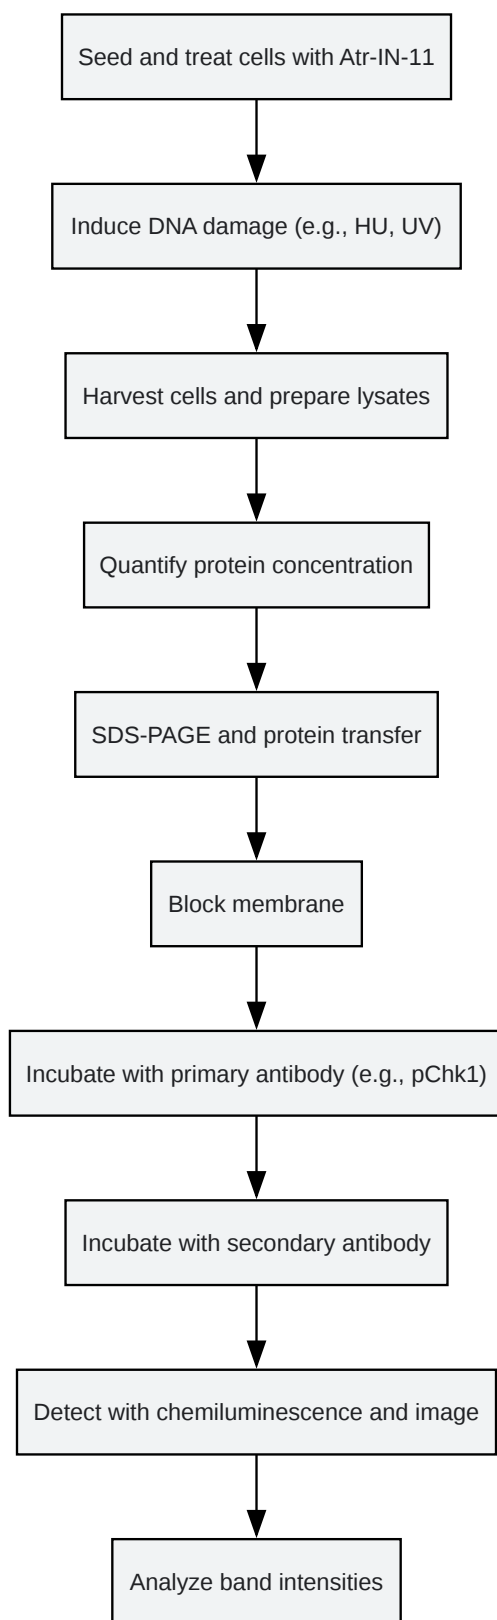 Seed and treat cells with Atr-IN-11
Induce DNA damage (e.g., HU, UV)
Harvest cells and prepare lysates
Quantify protein concentration
SDS-PAGE and protein transfer
Block membrane
Incubate with primary antibody (e.g., pChk1)
Incubate with secondary antibody
Detect with chemiluminescence and image
Analyze band intensities